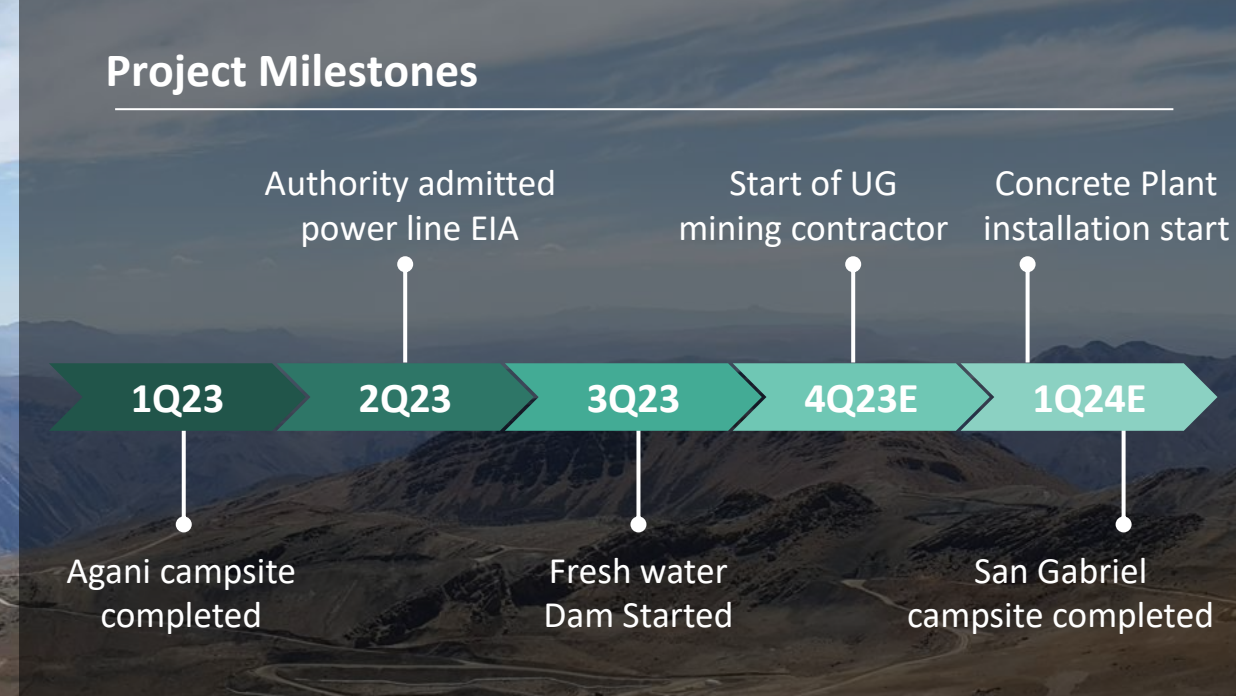 Project Milestones
Authority admitted
power line EIA
Start of UG
mining contractor
Concrete Plant
installation start
1Q23
2Q23
3Q23
4Q23E
1Q24E
Agani campsite
completed
Fresh water
Dam Started
San Gabriel
campsite completed